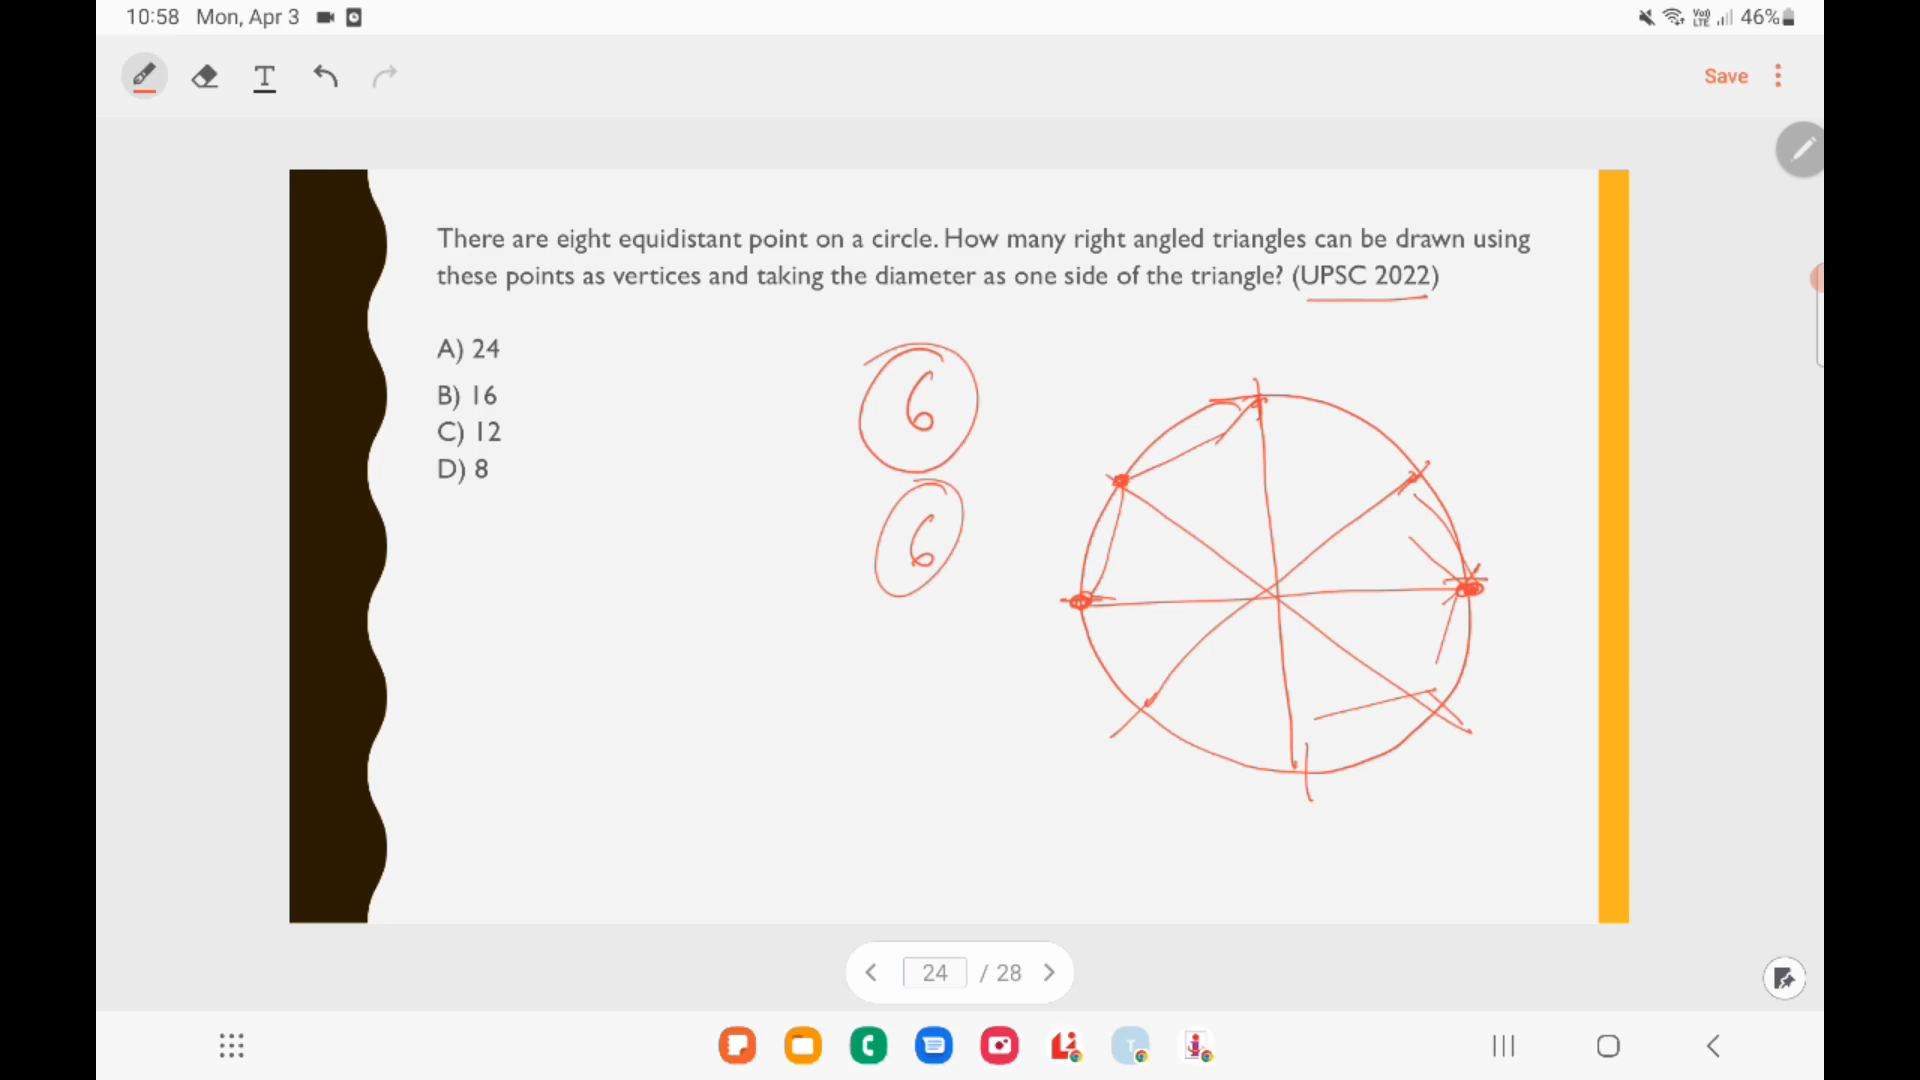 10:58 Mon, Apr 3
Vo) LTE 46%
T
Save
There are eight equidistant point on a circle. How many right angled triangles can be drawn using
these points as vertices and taking the diameter as one side of the triangle? (UPSC 2022)
A) 24
B) 16
C) 12
D) 8
6
6
24 / 28
T